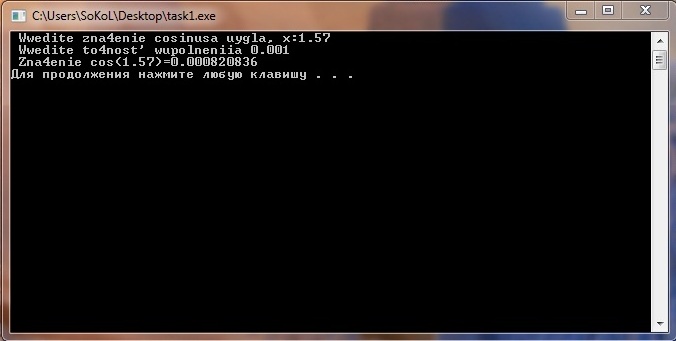 C:\Users\SoKoL\Desktop\task1.exe
Wwedite zna4enie cosinusa uygla, x:1.57
Wwedite to4nost' wupolneniia 0.001
Zna4enie cos(1.57)=0.000820836
Для продолжения нажмите любую клавишу . . .